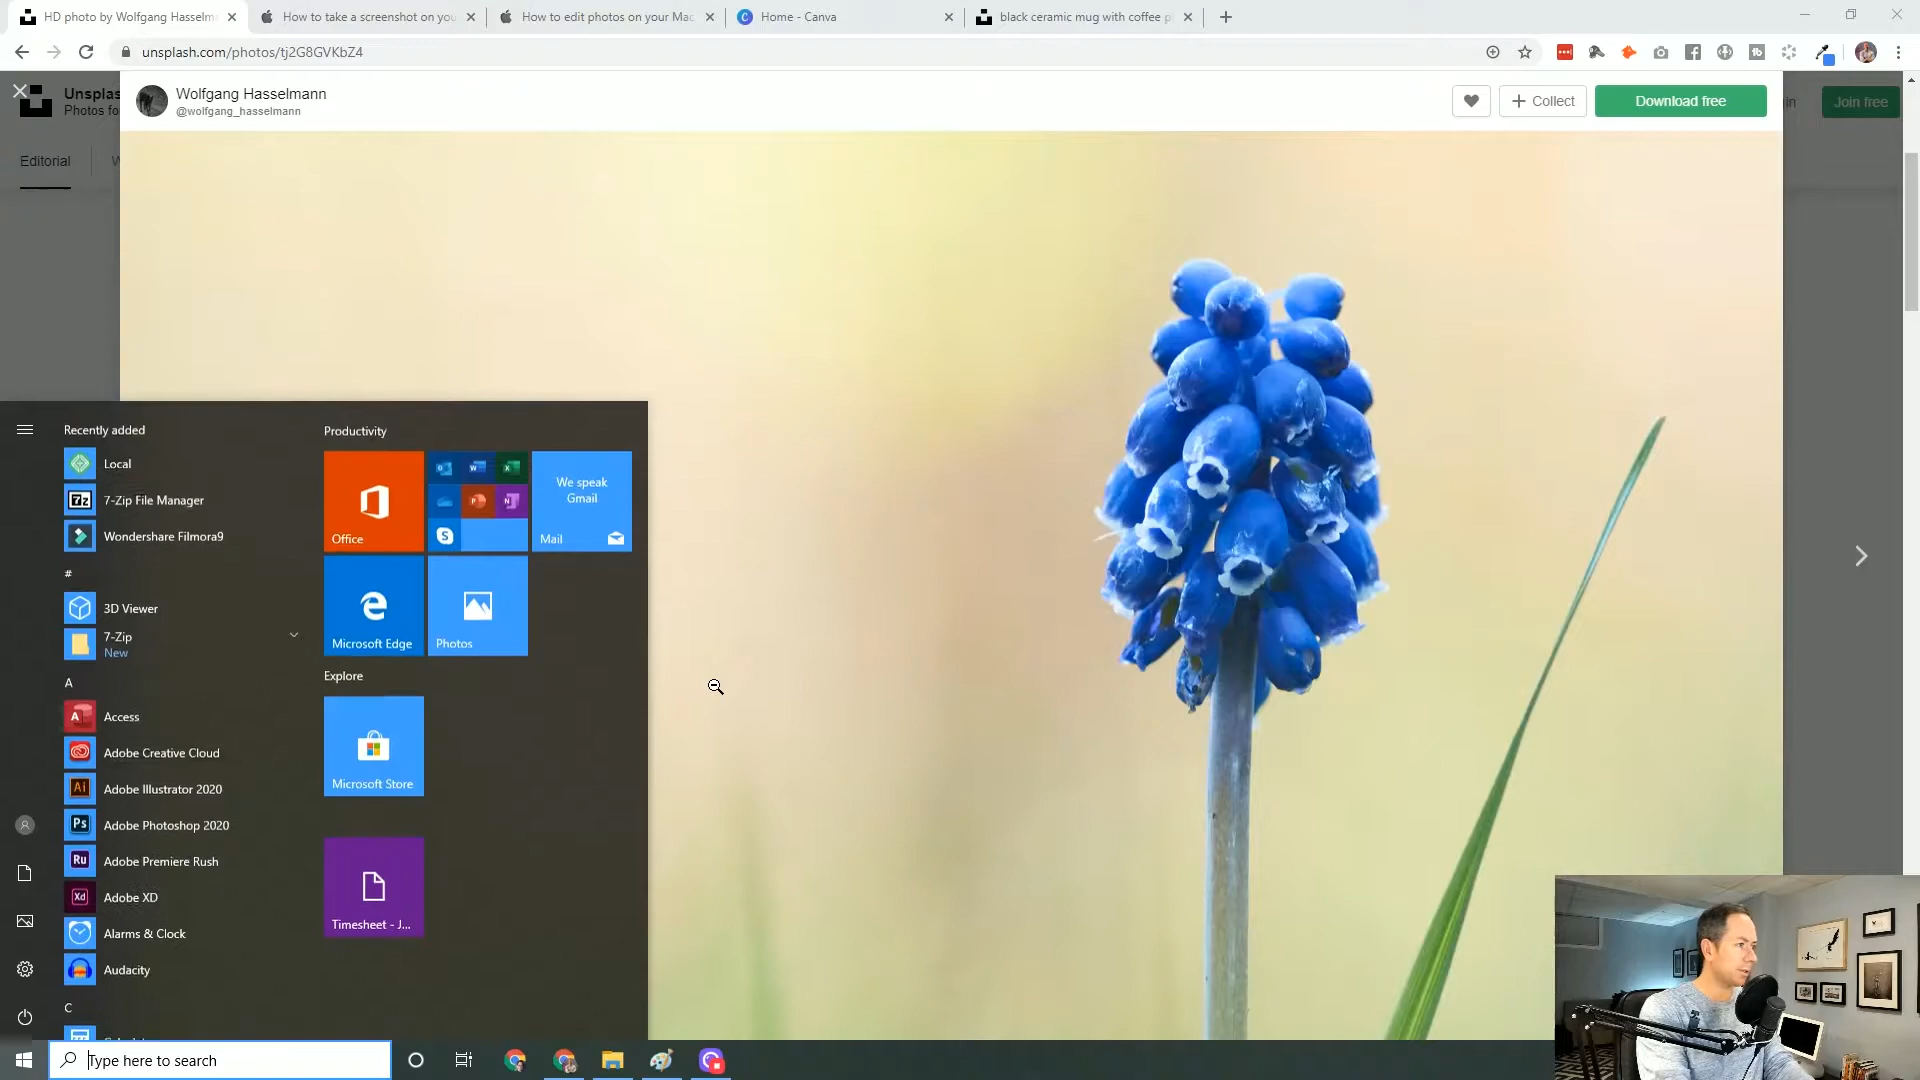 HD photo by Wolfgang Hasselm
How to take a screenshot on you
How to edit photos on your Mac
Home - Canva
black ceramic mug with coffee p
unsplash.com/photos/tj2G8GVKbZ4
Unsplas
Photos fo
Wolfgang Hasselmann
@wolfgang_hasselmann
Collect
Download free
in
Join free
Editorial
W
Recently added
Local
7-Zip File Manager
Wondershare Filmora9
#
3D Viewer
7-Zip
New
A
Access
Adobe Creative Cloud
Adobe Illustrator 2020
Adobe Photoshop 2020
Adobe Premiere Rush
Adobe XD
Alarms & Clock
Audacity
C
Productivity
Office
We speak
Gmail
Mail
Microsoft Edge
Photos
Explore
Microsoft Store
Timesheet - J...
Type here to search